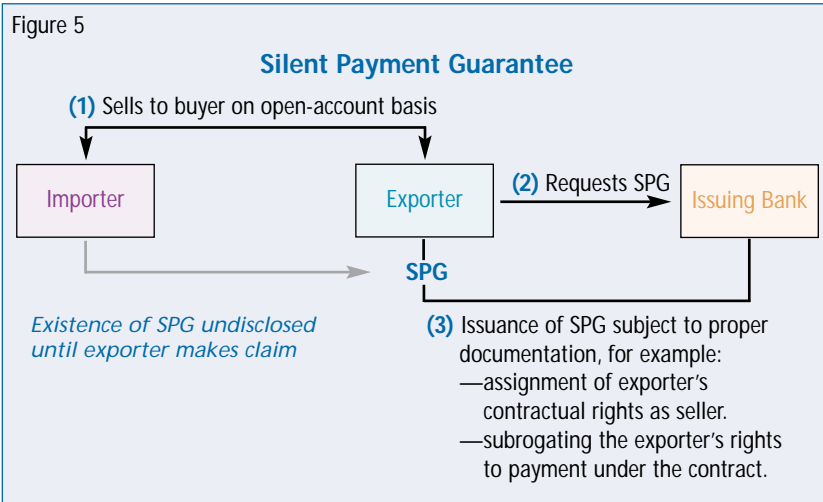 Figure 5
Silent Payment Guarantee
(1) Sells to buyer on open-account basis
Importer
Exporter
(2) Requests SPG
Issuing Bank
SPG
Existence of SPG undisclosed
until exporter makes claim
(3) Issuance of SPG subject to proper
documentation, for example:
—assignment of exporter’s
contractual rights as seller.
—subrogating the exporter’s rights
to payment under the contract.